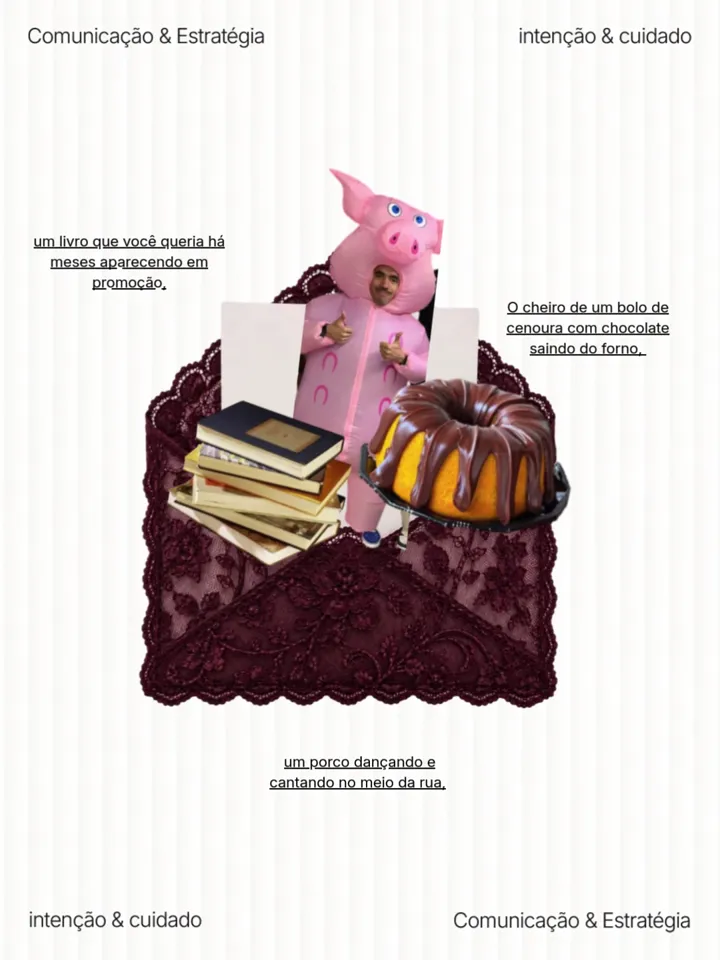 Comunicação & Estratégia
intenção & cuidado
um livro que você queria há
meses aparecendo em
promoção,
O cheiro de um bolo de
cenoura com chocolate
saindo do forno,
um porco dançando e
cantando no meio da rua,
intenção & cuidado
Comunicação & Estratégia